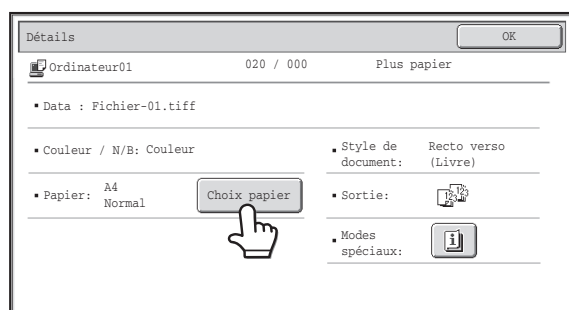 Détails
OK
Ordinateur01 020 / 000 Plus papier
Data : Fichier-01.tiff
Couleur / N/B: Couleur
Style de document: Recto verso (Livre)
Papier: A4 Normal
Choix papier
Sortie:
Modes spéciaux: